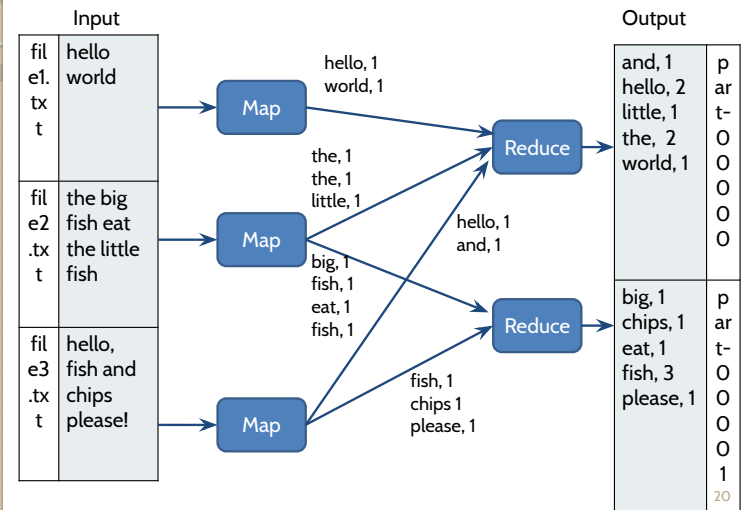 Input
Output
fil
e1.
tx
t
hello
world
fil
e2
.tx
t
the big
fish eat
the little
fish
fil
e3
.tx
t
hello,
fish and
chips
please!
Map
Map
Map
hello, 1
world, 1
the, 1
the, 1
little, 1
big, 1
fish, 1
eat, 1
fish, 1
hello, 1
and, 1
fish, 1
chips 1
please, 1
Reduce
Reduce
and, 1
hello, 2
little, 1
the, 2
world, 1
p
ar
t-
0
0
0
0
0
big, 1
chips, 1
eat, 1
fish, 3
please, 1
p
ar
t-
0
0
0
0
1
20